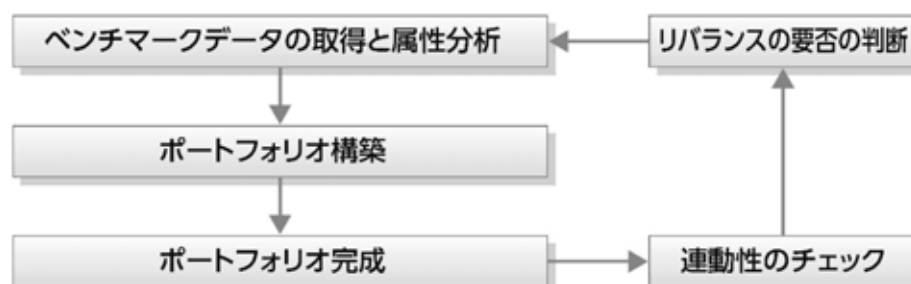 ベンチマークデータの取得と属性分析
リバランスの要否の判断
ポートフォリオ構築
ポートフォリオ完成
連動性のチェック